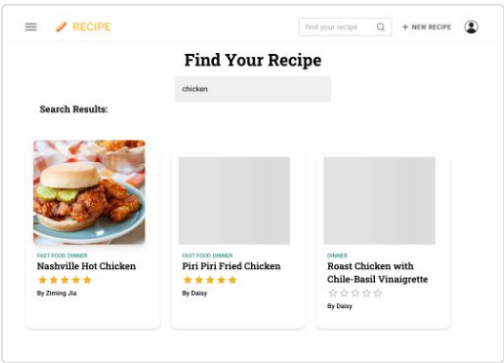 RECIPE
find your recipe
+ NEW RECIPE
Find Your Recipe
chicken
Search Results:
FAST FOOD DINNER
Nashville Hot Chicken
By Ziming Jia
FAST FOOD DINNER
Piri Piri Fried Chicken
By Daisy
DINNER
Roast Chicken with
Chile-Basil Vinaigrette
By Daisy